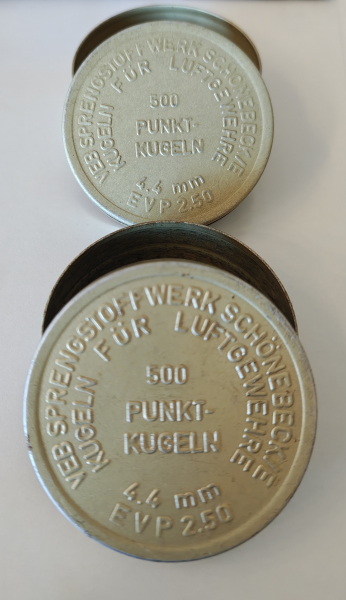 VEB SPRENGSTOFFWERK SCHÖNEBECK/E
KUGELN FÜR LUFTGEWEHRE
500
PUNKT-
KUGELN
4.4 mm
EVP 2.50
VEB SPRENGSTOFFWERK SCHÖNEBECK/E
KUGELN FÜR LUFTGEWEHRE
500
PUNKT-
KUGELN
4.4 mm
EVP 2.50